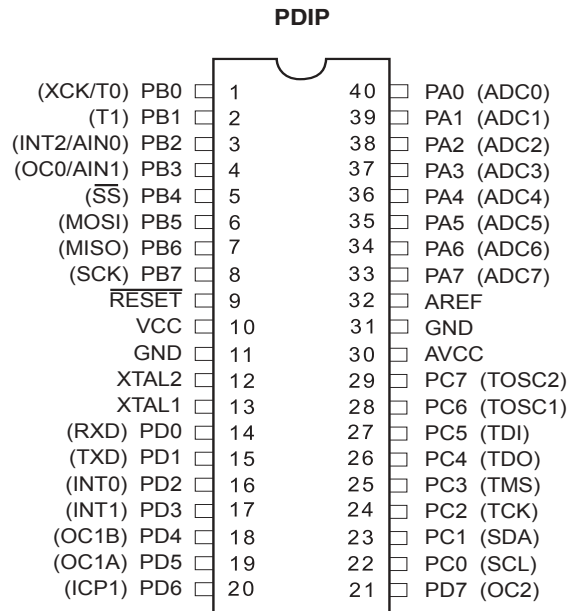 PDIP
(XCK/T0) PB0 1 40 PA0 (ADC0)
(T1) PB1 2 39 PA1 (ADC1)
(INT2/AIN0) PB2 3 38 PA2 (ADC2)
(OC0/AIN1) PB3 4 37 PA3 (ADC3)
(SS) PB4 5 36 PA4 (ADC4)
(MOSI) PB5 6 35 PA5 (ADC5)
(MISO) PB6 7 34 PA6 (ADC6)
(SCK) PB7 8 33 PA7 (ADC7)
RESET 9 32 AREF
VCC 10 31 GND
GND 11 30 AVCC
XTAL2 12 29 PC7 (TOSC2)
XTAL1 13 28 PC6 (TOSC1)
(RXD) PD0 14 27 PC5 (TDI)
(TXD) PD1 15 26 PC4 (TDO)
(INT0) PD2 16 25 PC3 (TMS)
(INT1) PD3 17 24 PC2 (TCK)
(OC1B) PD4 18 23 PC1 (SDA)
(OC1A) PD5 19 22 PC0 (SCL)
(ICP1) PD6 20 21 PD7 (OC2)